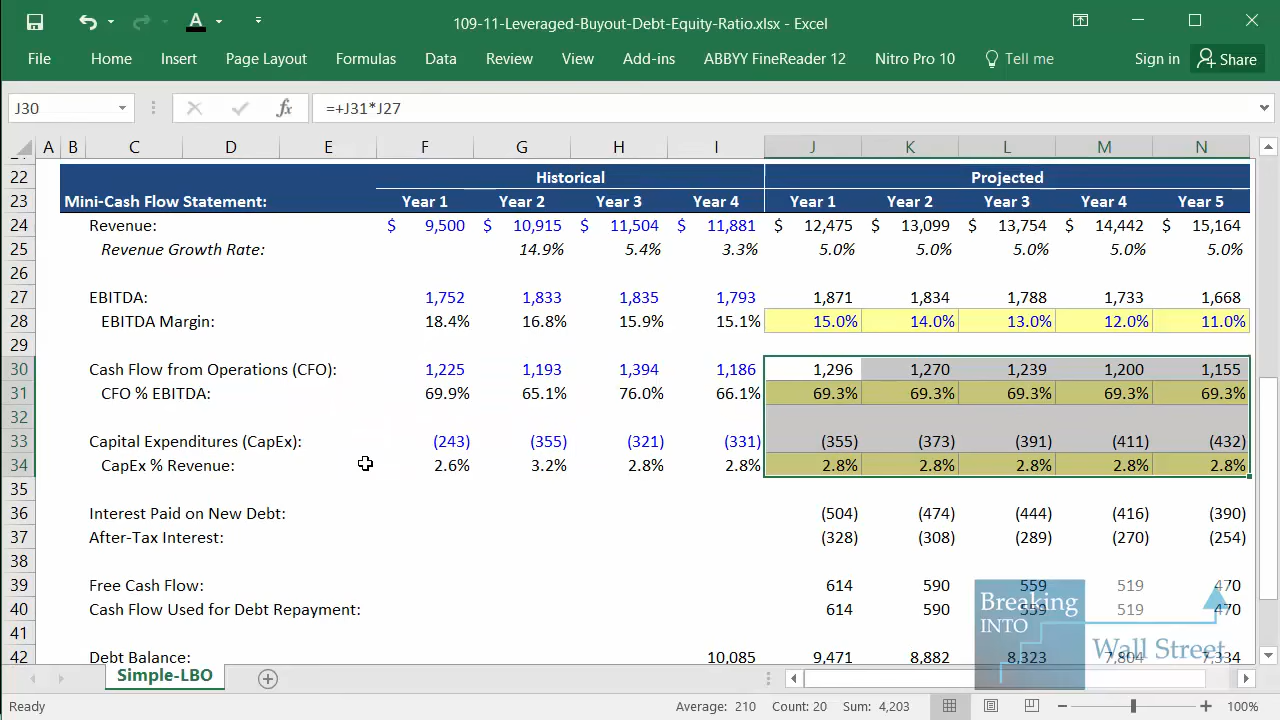 109-11-Leveraged-Buyout-Debt-Equity-Ratio.xlsx - Excel
File Home Insert Page Layout Formulas Data Review View Add-ins ABBYY FineReader 12 Nitro Pro 10 Tell me Sign in Share
J30 fx =+J31*J27
A B C D E F G H I J K L M N
22 Historical Projected
23 Mini-Cash Flow Statement: Year 1 Year 2 Year 3 Year 4 Year 1 Year 2 Year 3 Year 4 Year 5
24 Revenue: $ 9,500 $ 10,915 $ 11,504 $ 11,881 $ 12,475 $ 13,099 $ 13,754 $ 14,442 $ 15,164
25 Revenue Growth Rate: 14.9% 5.4% 3.3% 5.0% 5.0% 5.0% 5.0% 5.0%
26
27 EBITDA: 1,752 1,833 1,835 1,793 1,871 1,834 1,788 1,733 1,668
28 EBITDA Margin: 18.4% 16.8% 15.9% 15.1% 15.0% 14.0% 13.0% 12.0% 11.0%
29
30 Cash Flow from Operations (CFO): 1,225 1,193 1,394 1,186 1,296 1,270 1,239 1,200 1,155
31 CFO % EBITDA: 69.9% 65.1% 76.0% 66.1% 69.3% 69.3% 69.3% 69.3% 69.3%
32
33 Capital Expenditures (CapEx): (243) (355) (321) (331) (355) (373) (391) (411) (432)
34 CapEx % Revenue: 2.6% 3.2% 2.8% 2.8% 2.8% 2.8% 2.8% 2.8% 2.8%
35
36 Interest Paid on New Debt: (504) (474) (444) (416) (390)
37 After-Tax Interest: (328) (308) (289) (270) (254)
38
39 Free Cash Flow: 614 590 559 519 470
40 Cash Flow Used for Debt Repayment: 614 590 559 519 470
41
42 Debt Balance: 10,085 9,471 8,882 8,323 7,804 7,334
Breaking
INTO
Wall Street
Simple-LBO
Ready Average: 210 Count: 20 Sum: 4,203 100%